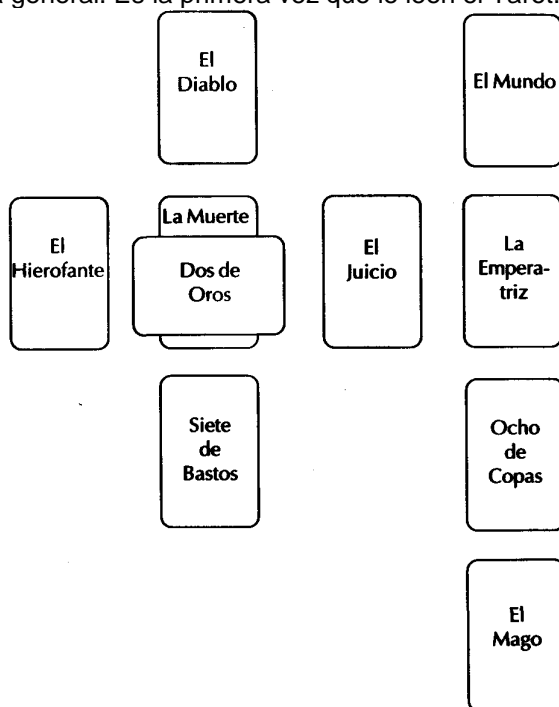 general. Es la primera vez que le leen el Tarot.
El
Diablo
El Mundo
La Muerte
El
Hierofante
Dos de
Oros
El
Juicio
La
Empera-
triz
Siete
de
Bastos
Ocho
de
Copas
El
Mago